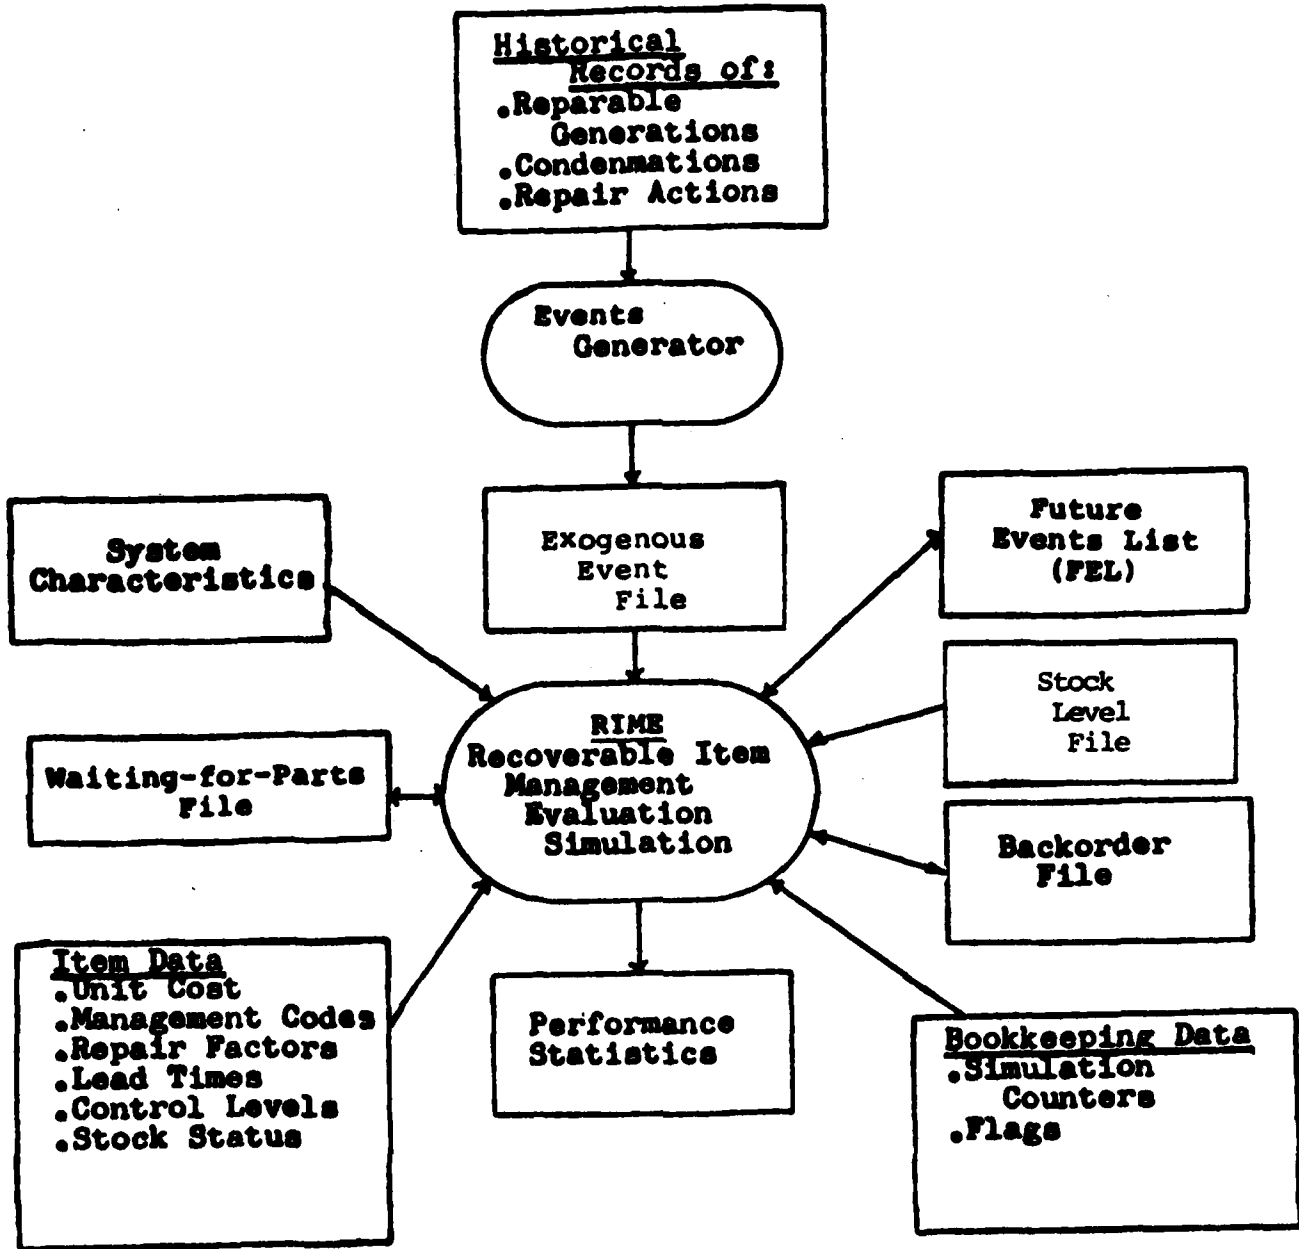 Historical
Records of:
.Reparable
Generations
.Condenmations
.Repair Actions
Events
Generator
Exogenous
Event
File
System
Characteristics
Future
Events List
(FEL)
Stock
Level
File
Waiting-for-Parts
File
RIME
Recoverable Item
Management
Evaluation
Simulation
Backorder
File
Item Data
.Unit Cost
.Management Codes
.Repair Factors
.Lead Times
.Control Levels
.Stock Status
Performance
Statistics
Bookkeeping Data
.Simulation
Counters
.Flags